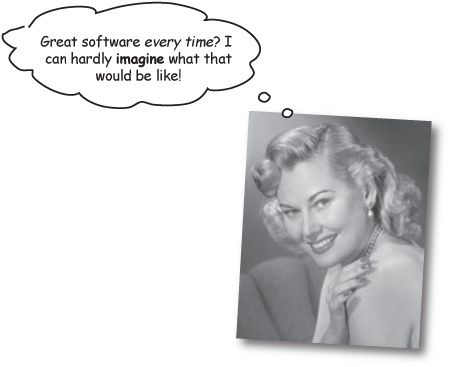 Great software every time? I
can hardly imagine what that
would be like!